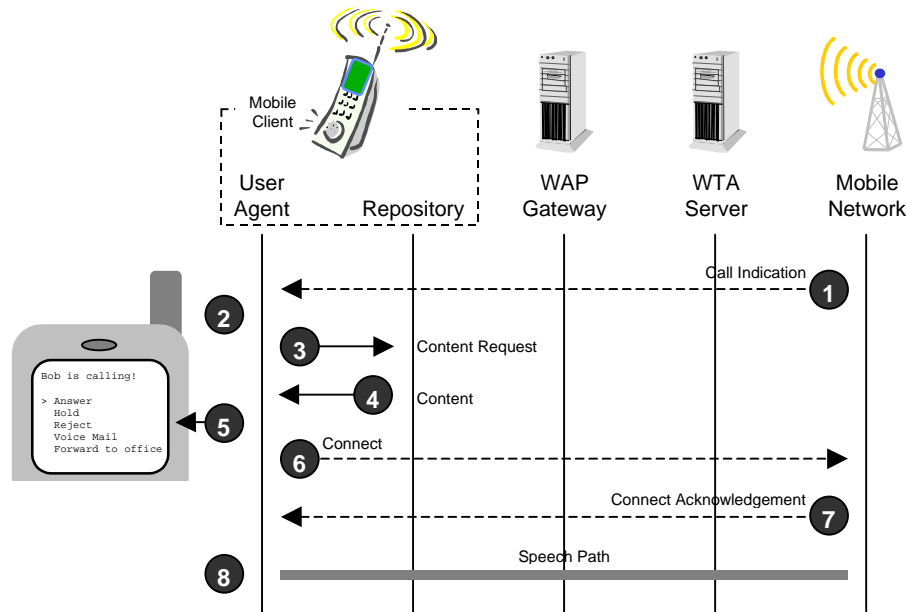 Mobile
Client
User
Agent
Repository
WAP
Gateway
WTA
Server
Mobile
Network
Call Indication
1
2
3
Content Request
4
Content
Bob is calling!
> Answer
Hold
Reject
Voice Mail
Forward to office
5
Connect
6
Connect Acknowledgement
7
Speech Path
8